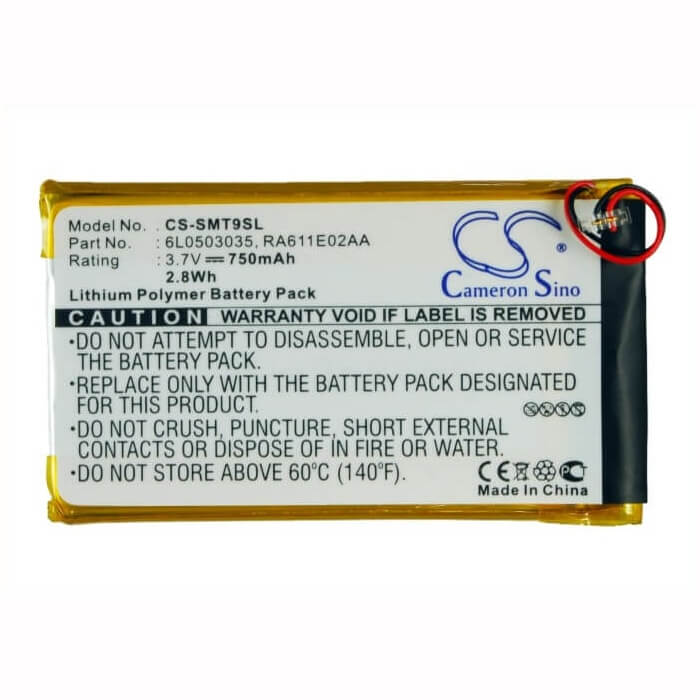 Model No. : CS-SMT9SL
Part No. : 6L0503035, RA611E02AA
Rating : 3.7V 750mAh
2.8Wh
Lithium Polymer Battery Pack
CS
Cameron Sino
CAUTION WARRANTY VOID IF LABEL IS REMOVED
•DO NOT ATTEMPT TO DISASSEMBLE, OPEN OR SERVICE
THE BATTERY PACK.
•REPLACE ONLY WITH THE BATTERY PACK DESIGNATED
FOR THIS PRODUCT.
•DO NOT CRUSH, PUNCTURE, SHORT EXTERNAL
CONTACTS OR DISPOSE OF IN FIRE OR WATER.
•DO NOT STORE ABOVE 60°C (140°F)
CE
Made In China